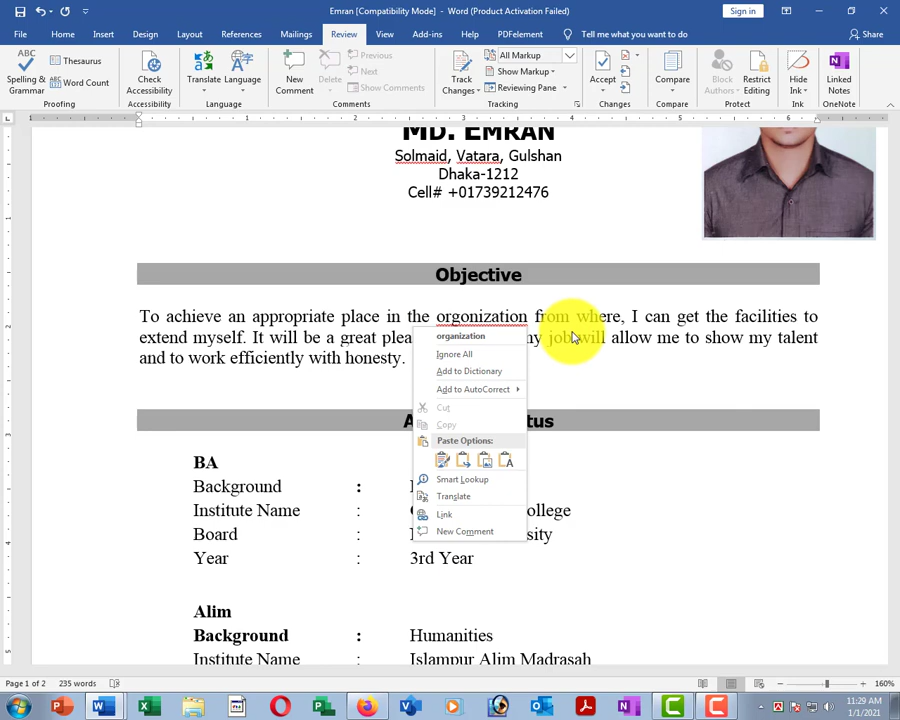 Emran [Compatibility Mode] - Word (Product Activation Failed)
Sign in
File Home Insert Design Layout References Mailings Review View Add-ins Help PDFelement Tell me what you want to do Share
Spelling & Grammar
Thesaurus
Word Count
Proofing
Check Accessibility
Accessibility
Translate
Language
Language
New Comment
Delete
Previous
Next
Show Comments
Comments
Track Changes
All Markup
Show Markup
Reviewing Pane
Tracking
Accept
Changes
Compare
Compare
Block Authors
Restrict Editing
Protect
Hide Ink
Ink
Linked Notes
OneNote
1 1 2 3 4 5 6
MD. EMRAN
Solmaid, Vatara, Gulshan
Dhaka-1212
Cell# +01739212476
Objective
To achieve an appropriate place in the orgonization from where, I can get the facilities to
extend myself. It will be a great job will allow me to show my talent
and to work efficiently with honesty.
organization
Ignore All
Add to Dictionary
Add to AutoCorrect
Cut
Copy
Paste Options:
Smart Lookup
Translate
Link
New Comment
BA
Background :
Institute Name :
Board :
Year : 3rd Year
Alim
Background : Humanities
Institute Name : Islampur Alim Madrasah
Page 1 of 2 235 words 160%
11:29 AM
1/1/2021